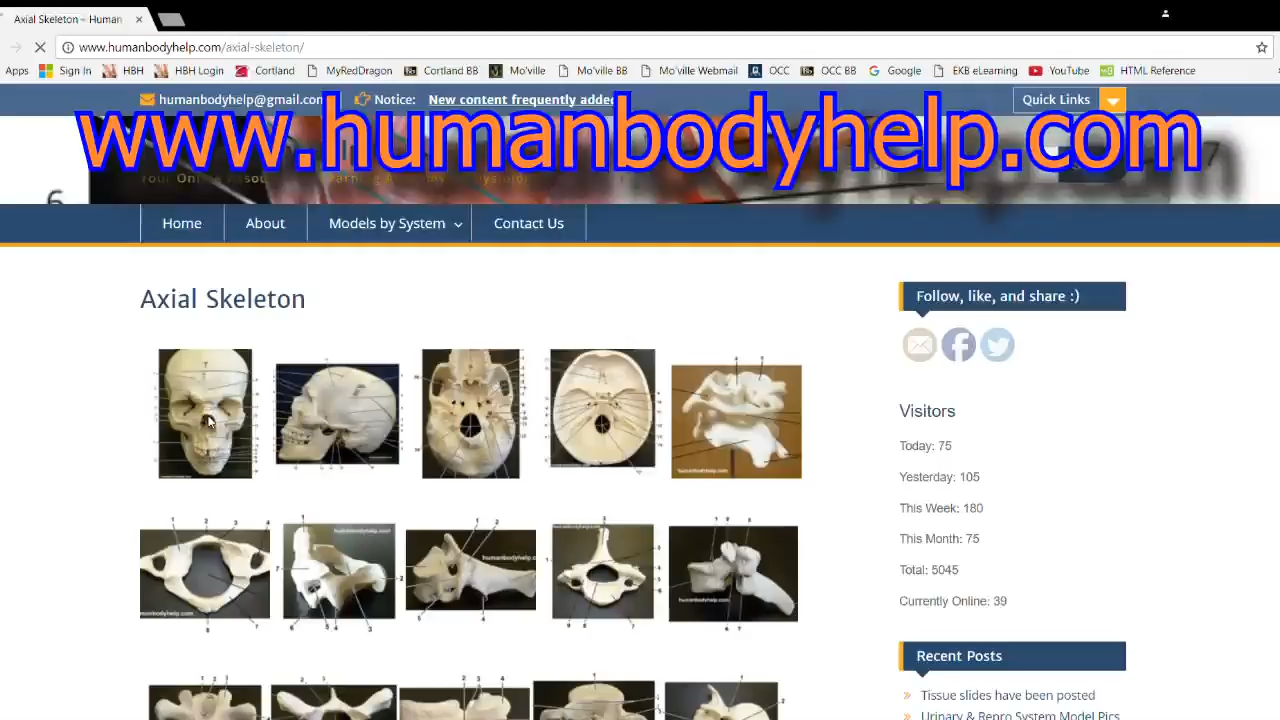 Axial Skeleton – Human
www.humanbodyhelp.com/axial-skeleton/
Apps Sign In HBH HBH Login Cortland MyRedDragon Cortland BB Mo'ville Mo'ville BB Mo'ville Webmail OCC OCC BB Google EKB eLearning YouTube HTML Reference
humanbodyhelp@gmail.com Notice: New content frequently added Quick Links
www.humanbodyhelp.com
Home About Models by System Contact Us
Axial Skeleton
Follow, like, and share :)
Visitors
Today: 75
Yesterday: 105
This Week: 180
This Month: 75
Total: 5045
Currently Online: 39
Recent Posts
Tissue slides have been posted
Urinary & Repro System Model Pics